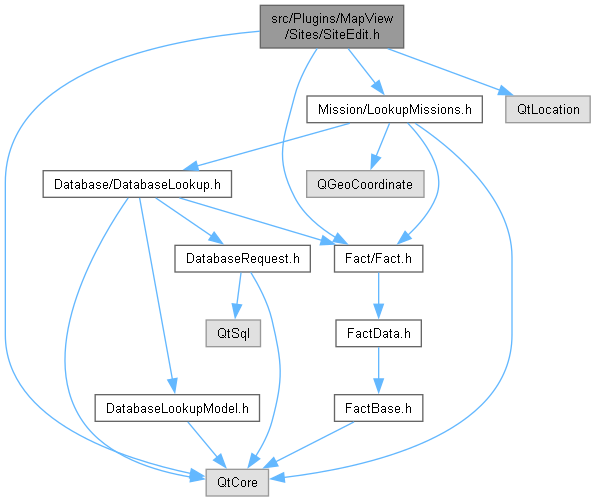 src/Plugins/MapView
/Sites/SiteEdit.h
Mission/LookupMissions.h
QtLocation
Database/DatabaseLookup.h
QGeoCoordinate
DatabaseRequest.h
Fact/Fact.h
QtSql
FactData.h
DatabaseLookupModel.h
FactBase.h
QtCore